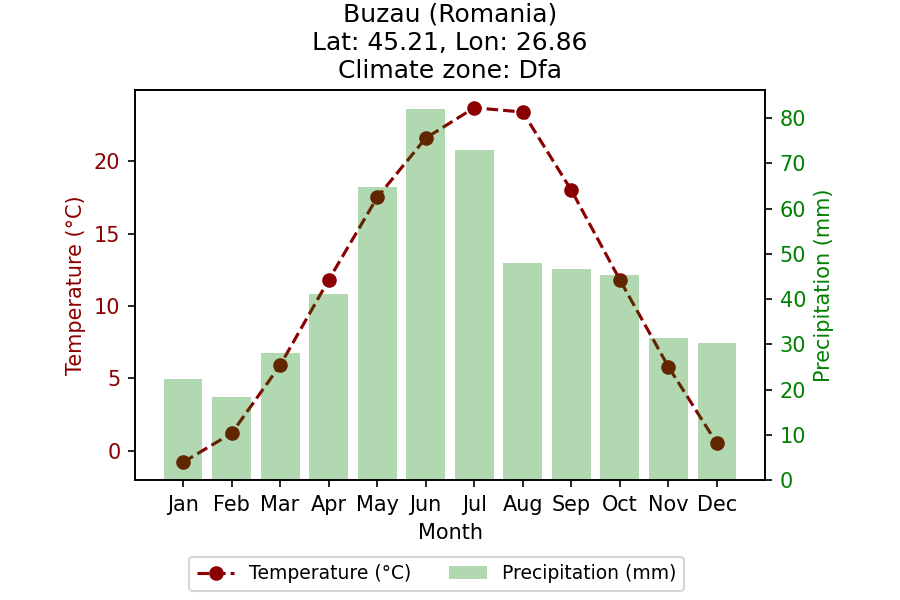 Buzau (Romania)
Lat: 45.21, Lon: 26.86
Climate zone: Dfa
Temperature (°C)
20
15
10
5
0
Precipitation (mm)
80
70
60
50
40
30
20
10
0
Jan Feb Mar Apr May Jun Jul Aug Sep Oct Nov Dec
Month
Temperature (°C) Precipitation (mm)